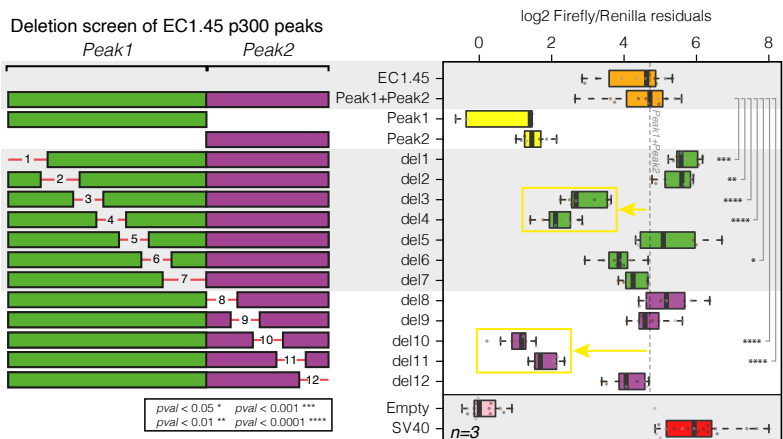 Deletion screen of EC1.45 p300 peaks
Peak1 Peak2
1
2
3
4
5
6
7
8
9
10
11
12
pval < 0.05 * pval < 0.001 ***
pval < 0.01 ** pval < 0.0001 ****
log2 Firefly/Renilla residuals
0 2 4 6 8
EC1.45
Peak1+Peak2
Peak1
Peak2
del1 ***
del2 **
del3 ****
del4 ****
del5
del6 *
del7
del8
del9
del10 ****
del11 ****
del12
Empty
SV40
Peak1+Peak2
n=3